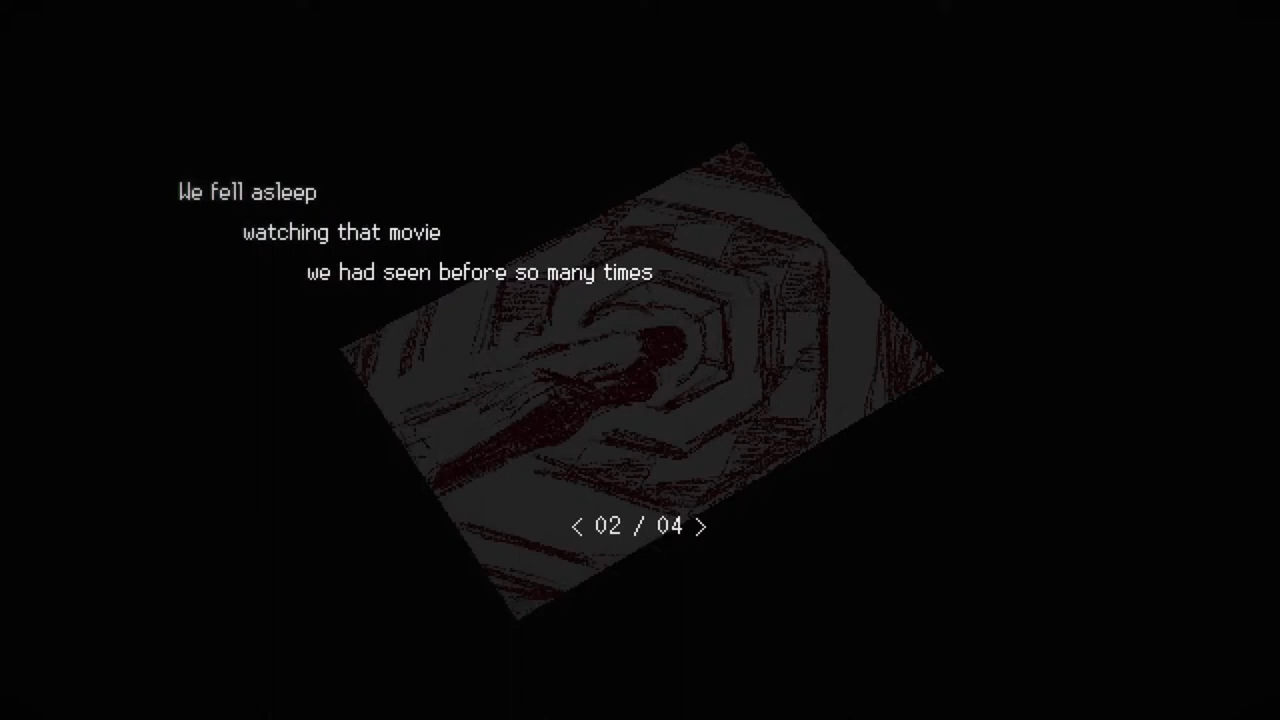 We fell asleep
watching that movie
we had seen before so many times
< 02 / 04 >